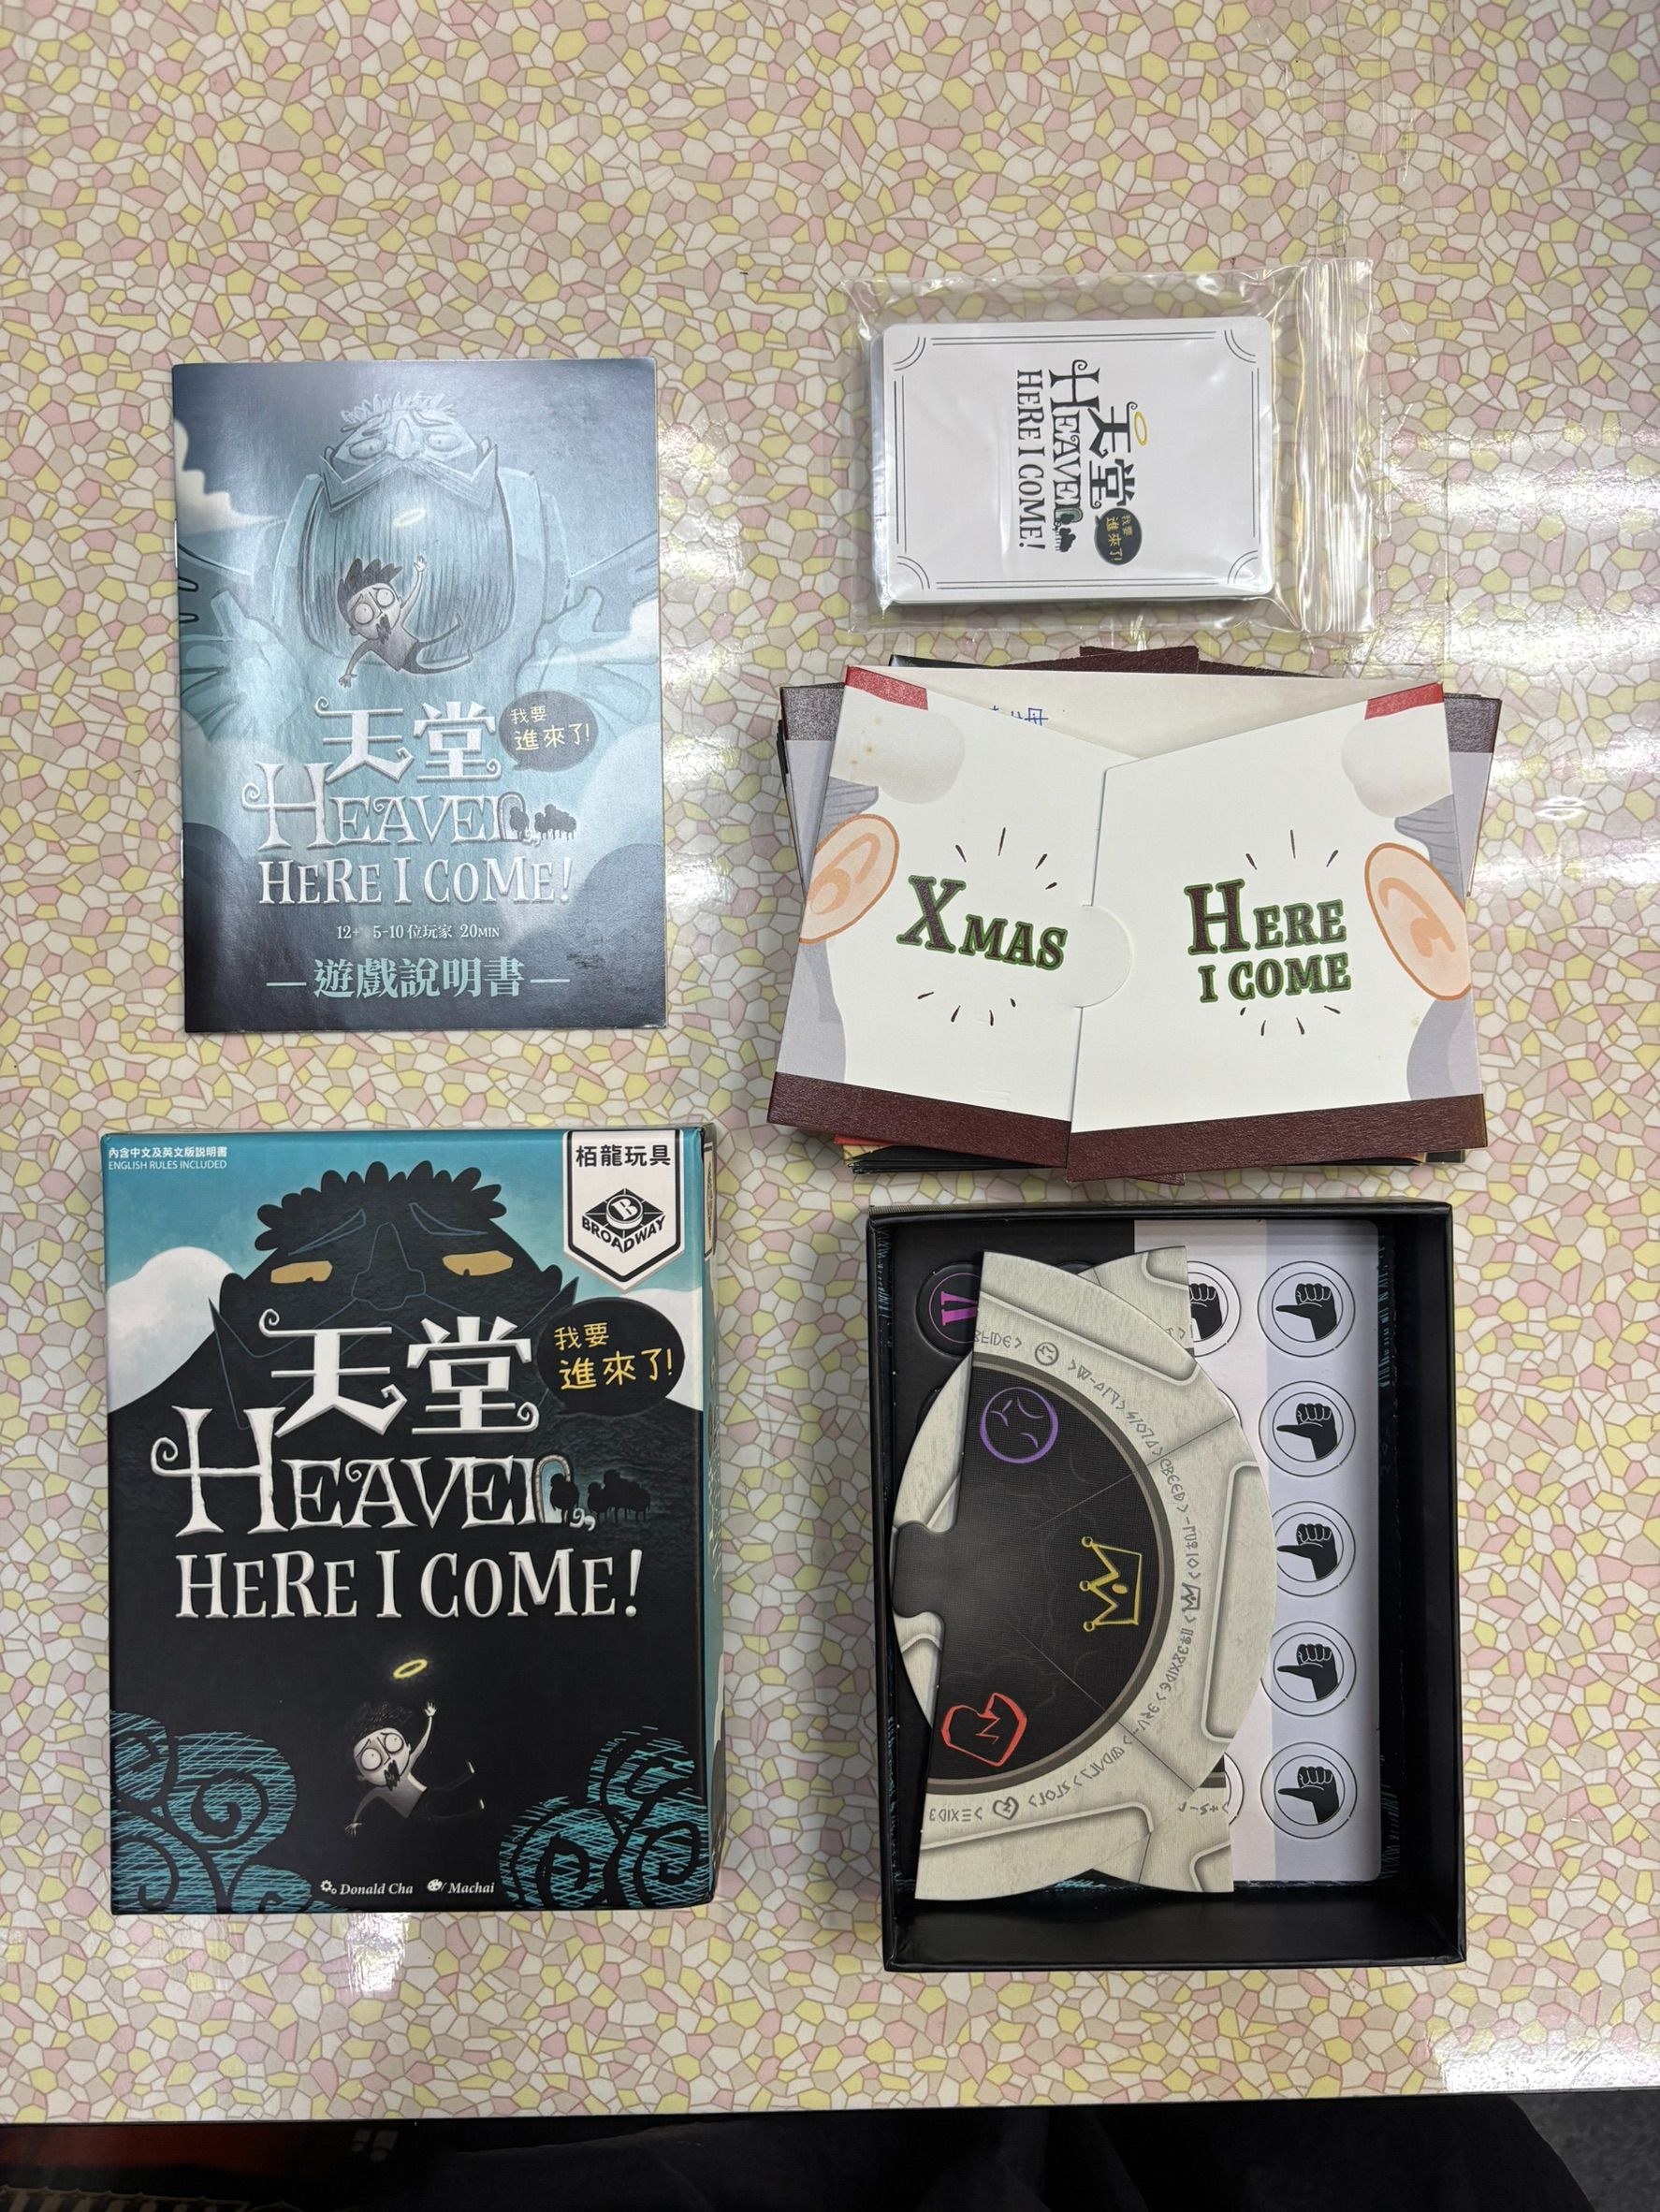 天堂
我要
進來了!
HEAVEN,
HERE I COME!
12+ 5-10 位玩家 20MIN
—遊戲說明書—
天堂
我要
進來了!
HEAVEN,
HERE I COME!
XMAS
HERE
I COME
內含中文及英文版說明書
ENGLISH RULES INCLUDED
栢龍玩具
B
BROADWAY
天堂
我要
進來了!
HEAVEN,
HERE I COME!
Donald Cha
Machai